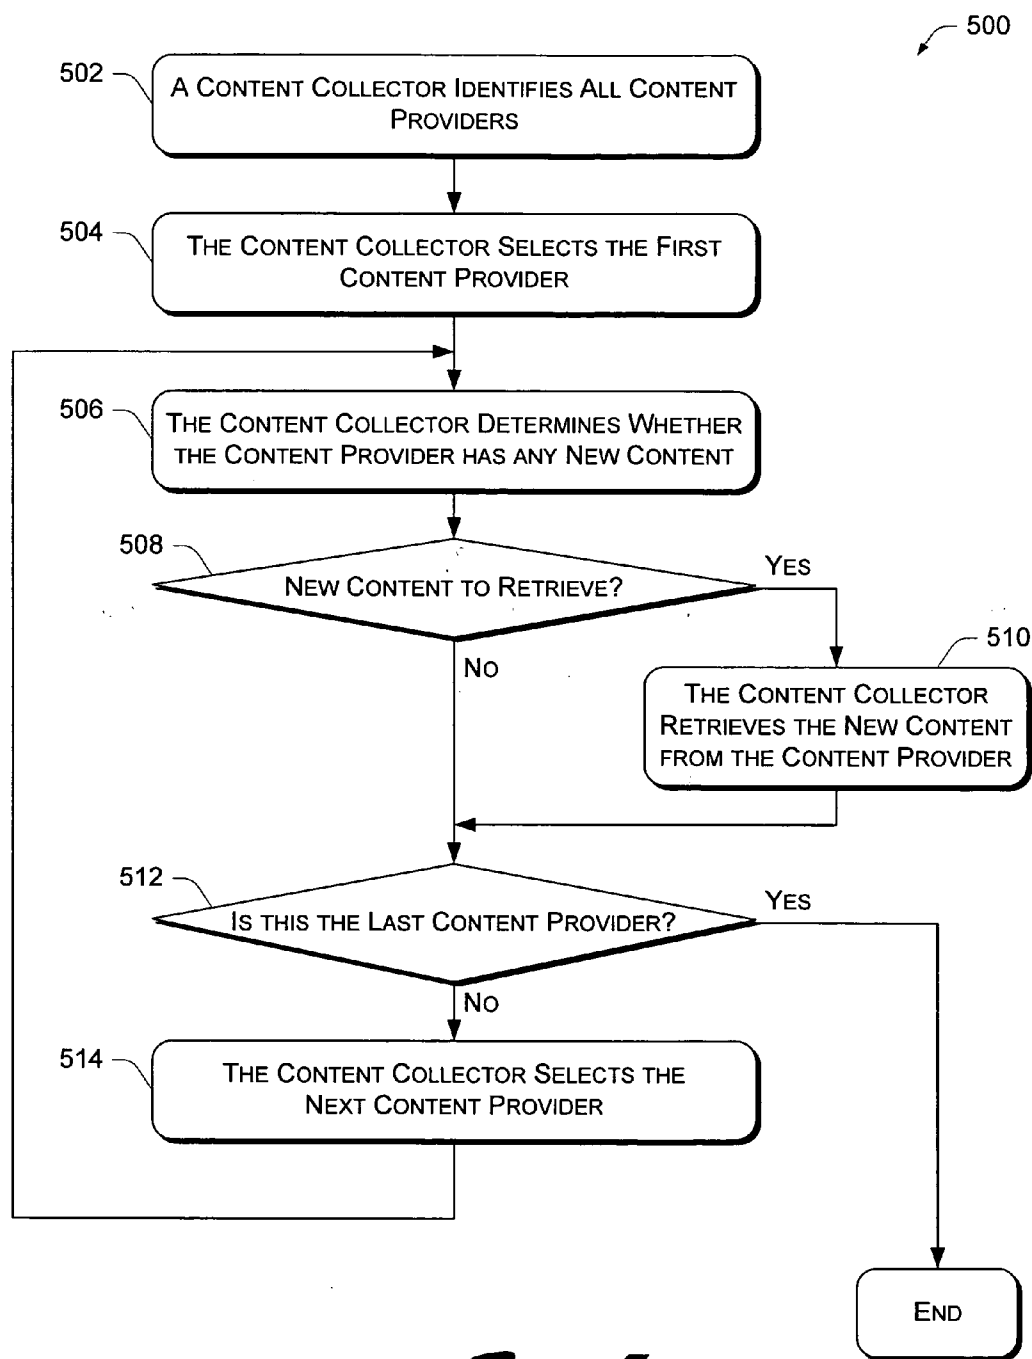 500
502
A CONTENT COLLECTOR IDENTIFIES ALL CONTENT
PROVIDERS
504
THE CONTENT COLLECTOR SELECTS THE FIRST
CONTENT PROVIDER
506
THE CONTENT COLLECTOR DETERMINES WHETHER
THE CONTENT PROVIDER HAS ANY NEW CONTENT
508
NEW CONTENT TO RETRIEVE?
YES
NO
510
THE CONTENT COLLECTOR
RETRIEVES THE NEW CONTENT
FROM THE CONTENT PROVIDER
512
IS THIS THE LAST CONTENT PROVIDER?
YES
NO
514
THE CONTENT COLLECTOR SELECTS THE
NEXT CONTENT PROVIDER
END